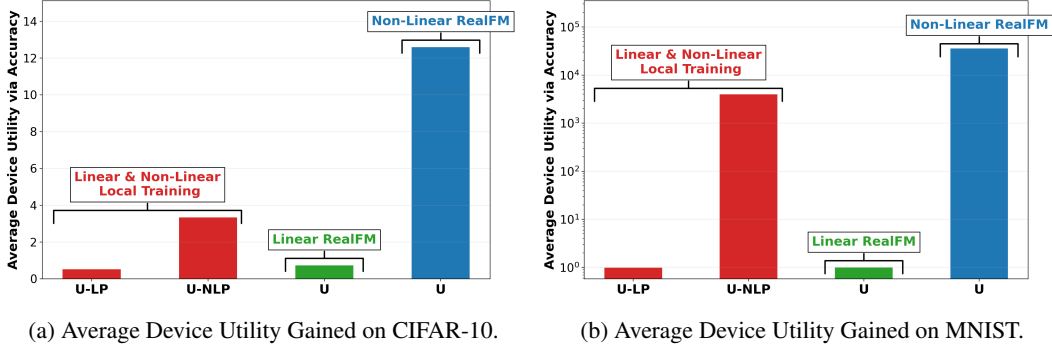 Average Device Utility via Accuracy
14
12
10
8
6
4
2
0
Non-Linear RealFM
Linear & Non-Linear
Local Training
Linear RealFM
U-LP
U-NLP
U
U
(a) Average Device Utility Gained on CIFAR-10.
Average Device Utility via Accuracy
10^5
10^4
10^3
10^2
10^1
10^0
Non-Linear RealFM
Linear & Non-Linear
Local Training
Linear RealFM
U-LP
U-NLP
U
U
(b) Average Device Utility Gained on MNIST.